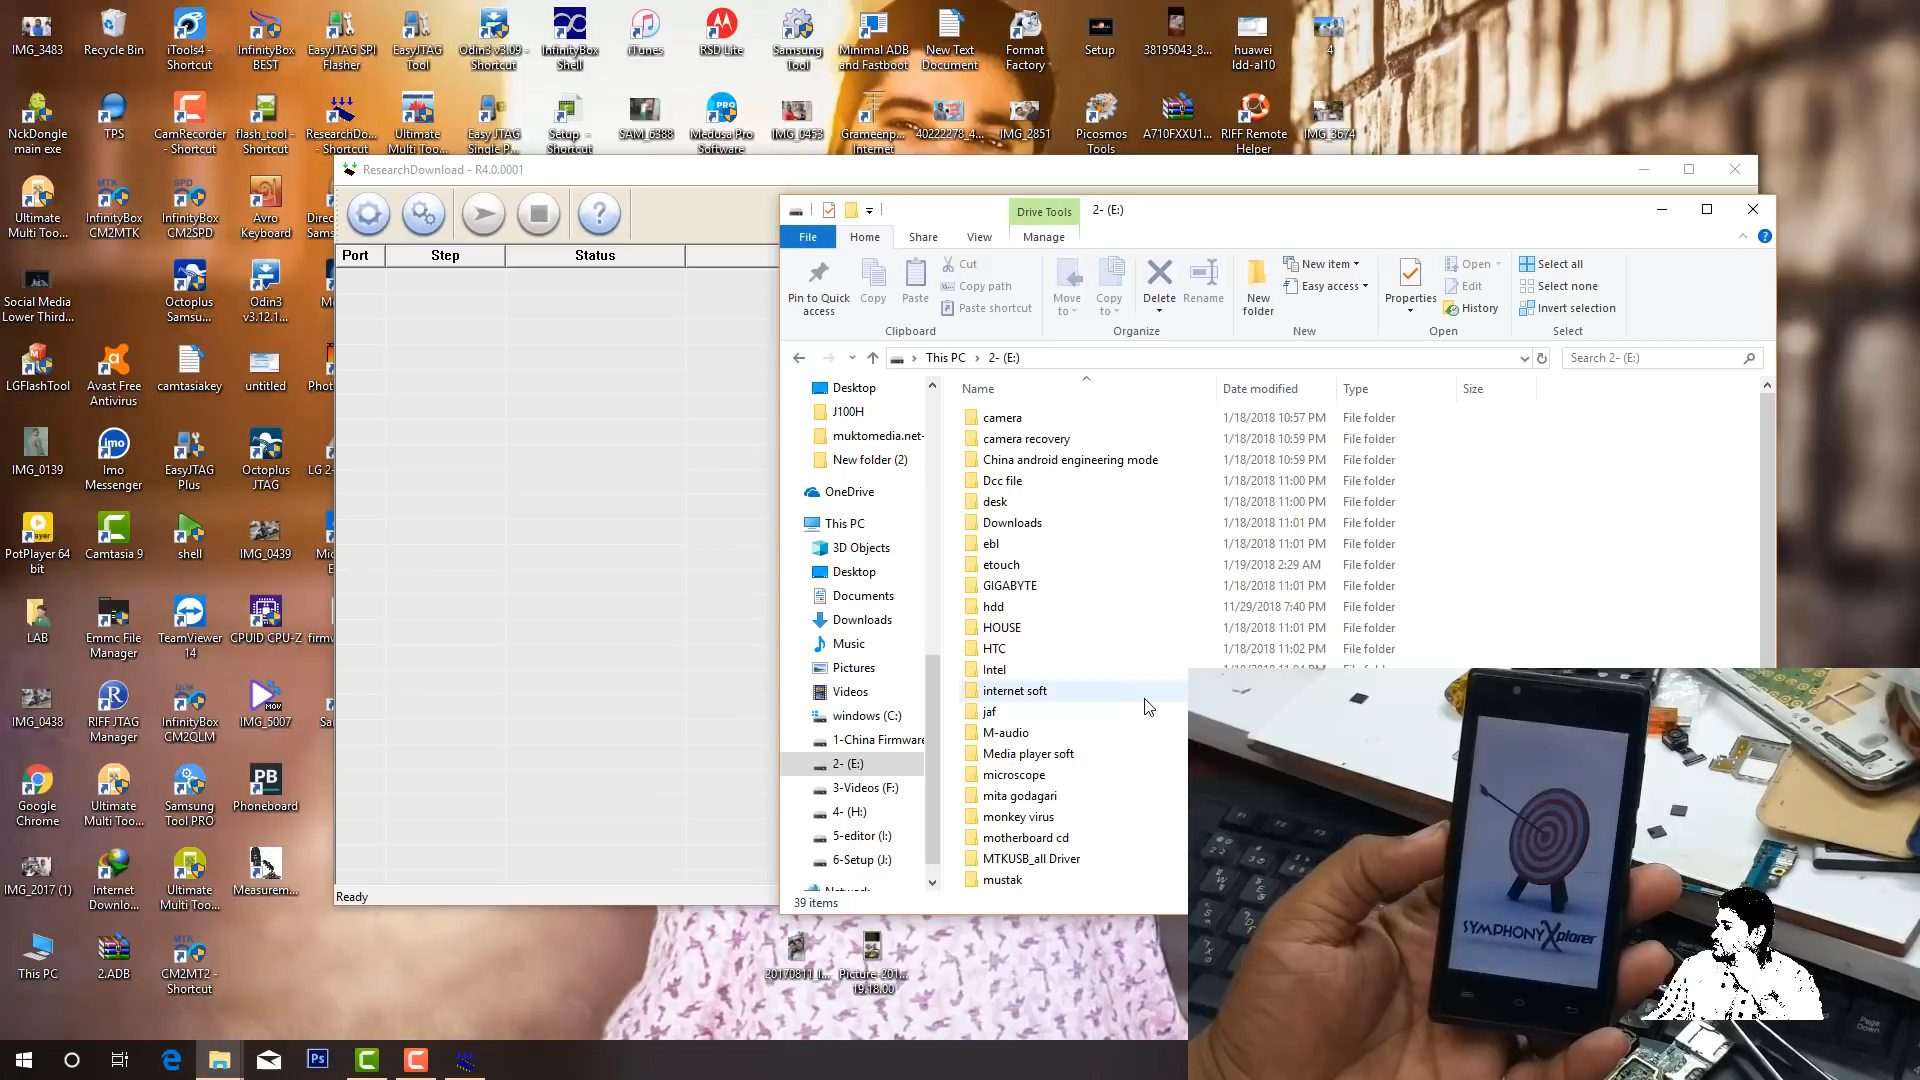 IMG_3483
Recycle Bin
iTools4 -
Shortcut
InfinityBox
BEST
EasyJTAG SPI
Flasher
EasyJTAG
Tool
Odin3 v3.09 -
Shortcut
InfinityBox
Shell
iTunes
RSD Lite
Samsung
Tool
Minimal ADB
and Fastboot
New Text
Document
Format
Factory
Setup
38195043_8...
huawei
ldd-al10
4
NckDongle
main exe
TPS
CamRecorder
- Shortcut
flash_tool -
Shortcut
ResearchDo...
- Shortcut
Ultimate
Multi Too...
Easy JTAG
Single P...
Setup -
Shortcut
SAM_6388
Medusa Pro
Software
IMG_0453
Grameenp...
Internet
40222278_4...
IMG_2851
Picosmos
Tools
A710FXXU1...
RIFF Remote
Helper
IMG_3674
Ultimate
Multi Too...
InfinityBox
CM2MTK
InfinityBox
CM2SPD
Avro
Keyboard
Direc
Sams
Social Media
Lower Third...
Octoplus
Samsu...
Odin3
v3.12.1...
LGFlashTool
Avast Free
Antivirus
camtasiakey
untitled
Phot
IMG_0139
Imo
Messenger
EasyJTAG
Plus
Octoplus
JTAG
LG 2-
PotPlayer 64
bit
Camtasia 9
shell
IMG_0439
LAB
Emmc File
Manager
TeamViewer
14
CPUID CPU-Z
firmw
IMG_0438
RIFF JTAG
Manager
InfinityBox
CM2QLM
IMG_5007
Google
Chrome
Ultimate
Multi Too...
Samsung
Tool PRO
Phoneboard
IMG_2017 (1)
Internet
Downlo...
Ultimate
Multi Too...
Measurem...
This PC
2.ADB
CM2MT2 -
Shortcut
ResearchDownload - R4.0.0001
Port
Step
Status
Ready
Drive Tools
2- (E:)
File
Home
Share
View
Manage
Pin to Quick
access
Copy
Paste
Cut
Copy path
Paste shortcut
Clipboard
Move
to
Copy
to
Delete
Rename
Organize
New
folder
New item
Easy access
New
Properties
Open
Edit
History
Open
Select all
Select none
Invert selection
Select
This PC
2- (E:)
Search 2- (E:)
Name
Date modified
Type
Size
Desktop
J100H
muktomedia.net-
New folder (2)
OneDrive
This PC
3D Objects
Desktop
Documents
Downloads
Music
Pictures
Videos
windows (C:)
1-China Firmware
2- (E:)
3-Videos (F:)
4- (H:)
5-editor (I:)
6-Setup (J:)
Network
camera 1/18/2018 10:57 PM File folder
camera recovery 1/18/2018 10:59 PM File folder
China android engineering mode 1/18/2018 10:59 PM File folder
Dcc file 1/18/2018 11:00 PM File folder
desk 1/18/2018 11:00 PM File folder
Downloads 1/18/2018 11:01 PM File folder
ebl 1/18/2018 11:01 PM File folder
etouch 1/19/2018 2:29 AM File folder
GIGABYTE 1/18/2018 11:01 PM File folder
hdd 11/29/2018 7:40 PM File folder
HOUSE 1/18/2018 11:01 PM File folder
HTC 1/18/2018 11:02 PM File folder
Intel
internet soft
jaf
M-audio
Media player soft
microscope
mita godagari
monkey virus
motherboard cd
MTKUSB_all Driver
mustak
39 items
20170811_I...
Picture-201...
19.18.00
SYMPHONY Xplorer
Page
Down